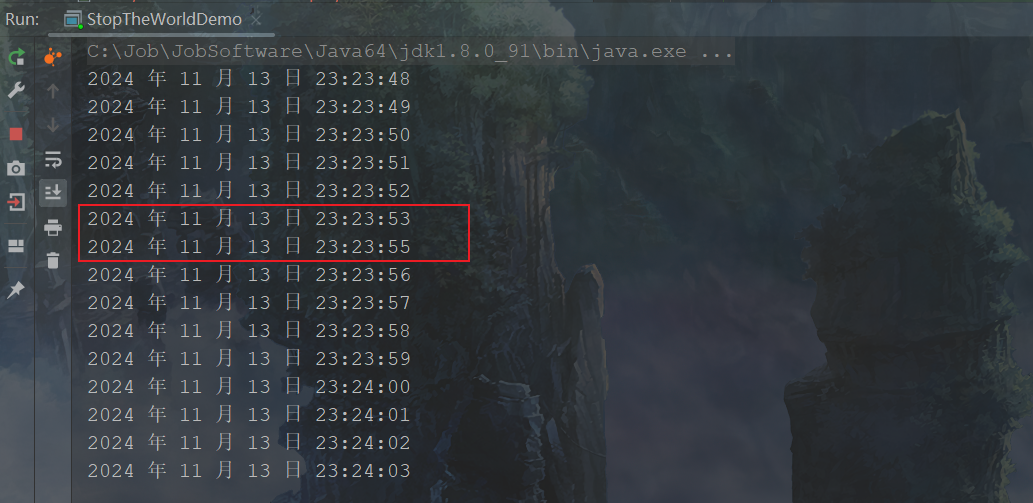 Run: StopTheWorldDemo
C:\Job\JobSoftware\Java64\jdk1.8.0_91\bin\java.exe ...
2024 年 11 月 13 日 23:23:48
2024 年 11 月 13 日 23:23:49
2024 年 11 月 13 日 23:23:50
2024 年 11 月 13 日 23:23:51
2024 年 11 月 13 日 23:23:52
2024 年 11 月 13 日 23:23:53
2024 年 11 月 13 日 23:23:55
2024 年 11 月 13 日 23:23:56
2024 年 11 月 13 日 23:23:57
2024 年 11 月 13 日 23:23:58
2024 年 11 月 13 日 23:23:59
2024 年 11 月 13 日 23:24:00
2024 年 11 月 13 日 23:24:01
2024 年 11 月 13 日 23:24:02
2024 年 11 月 13 日 23:24:03